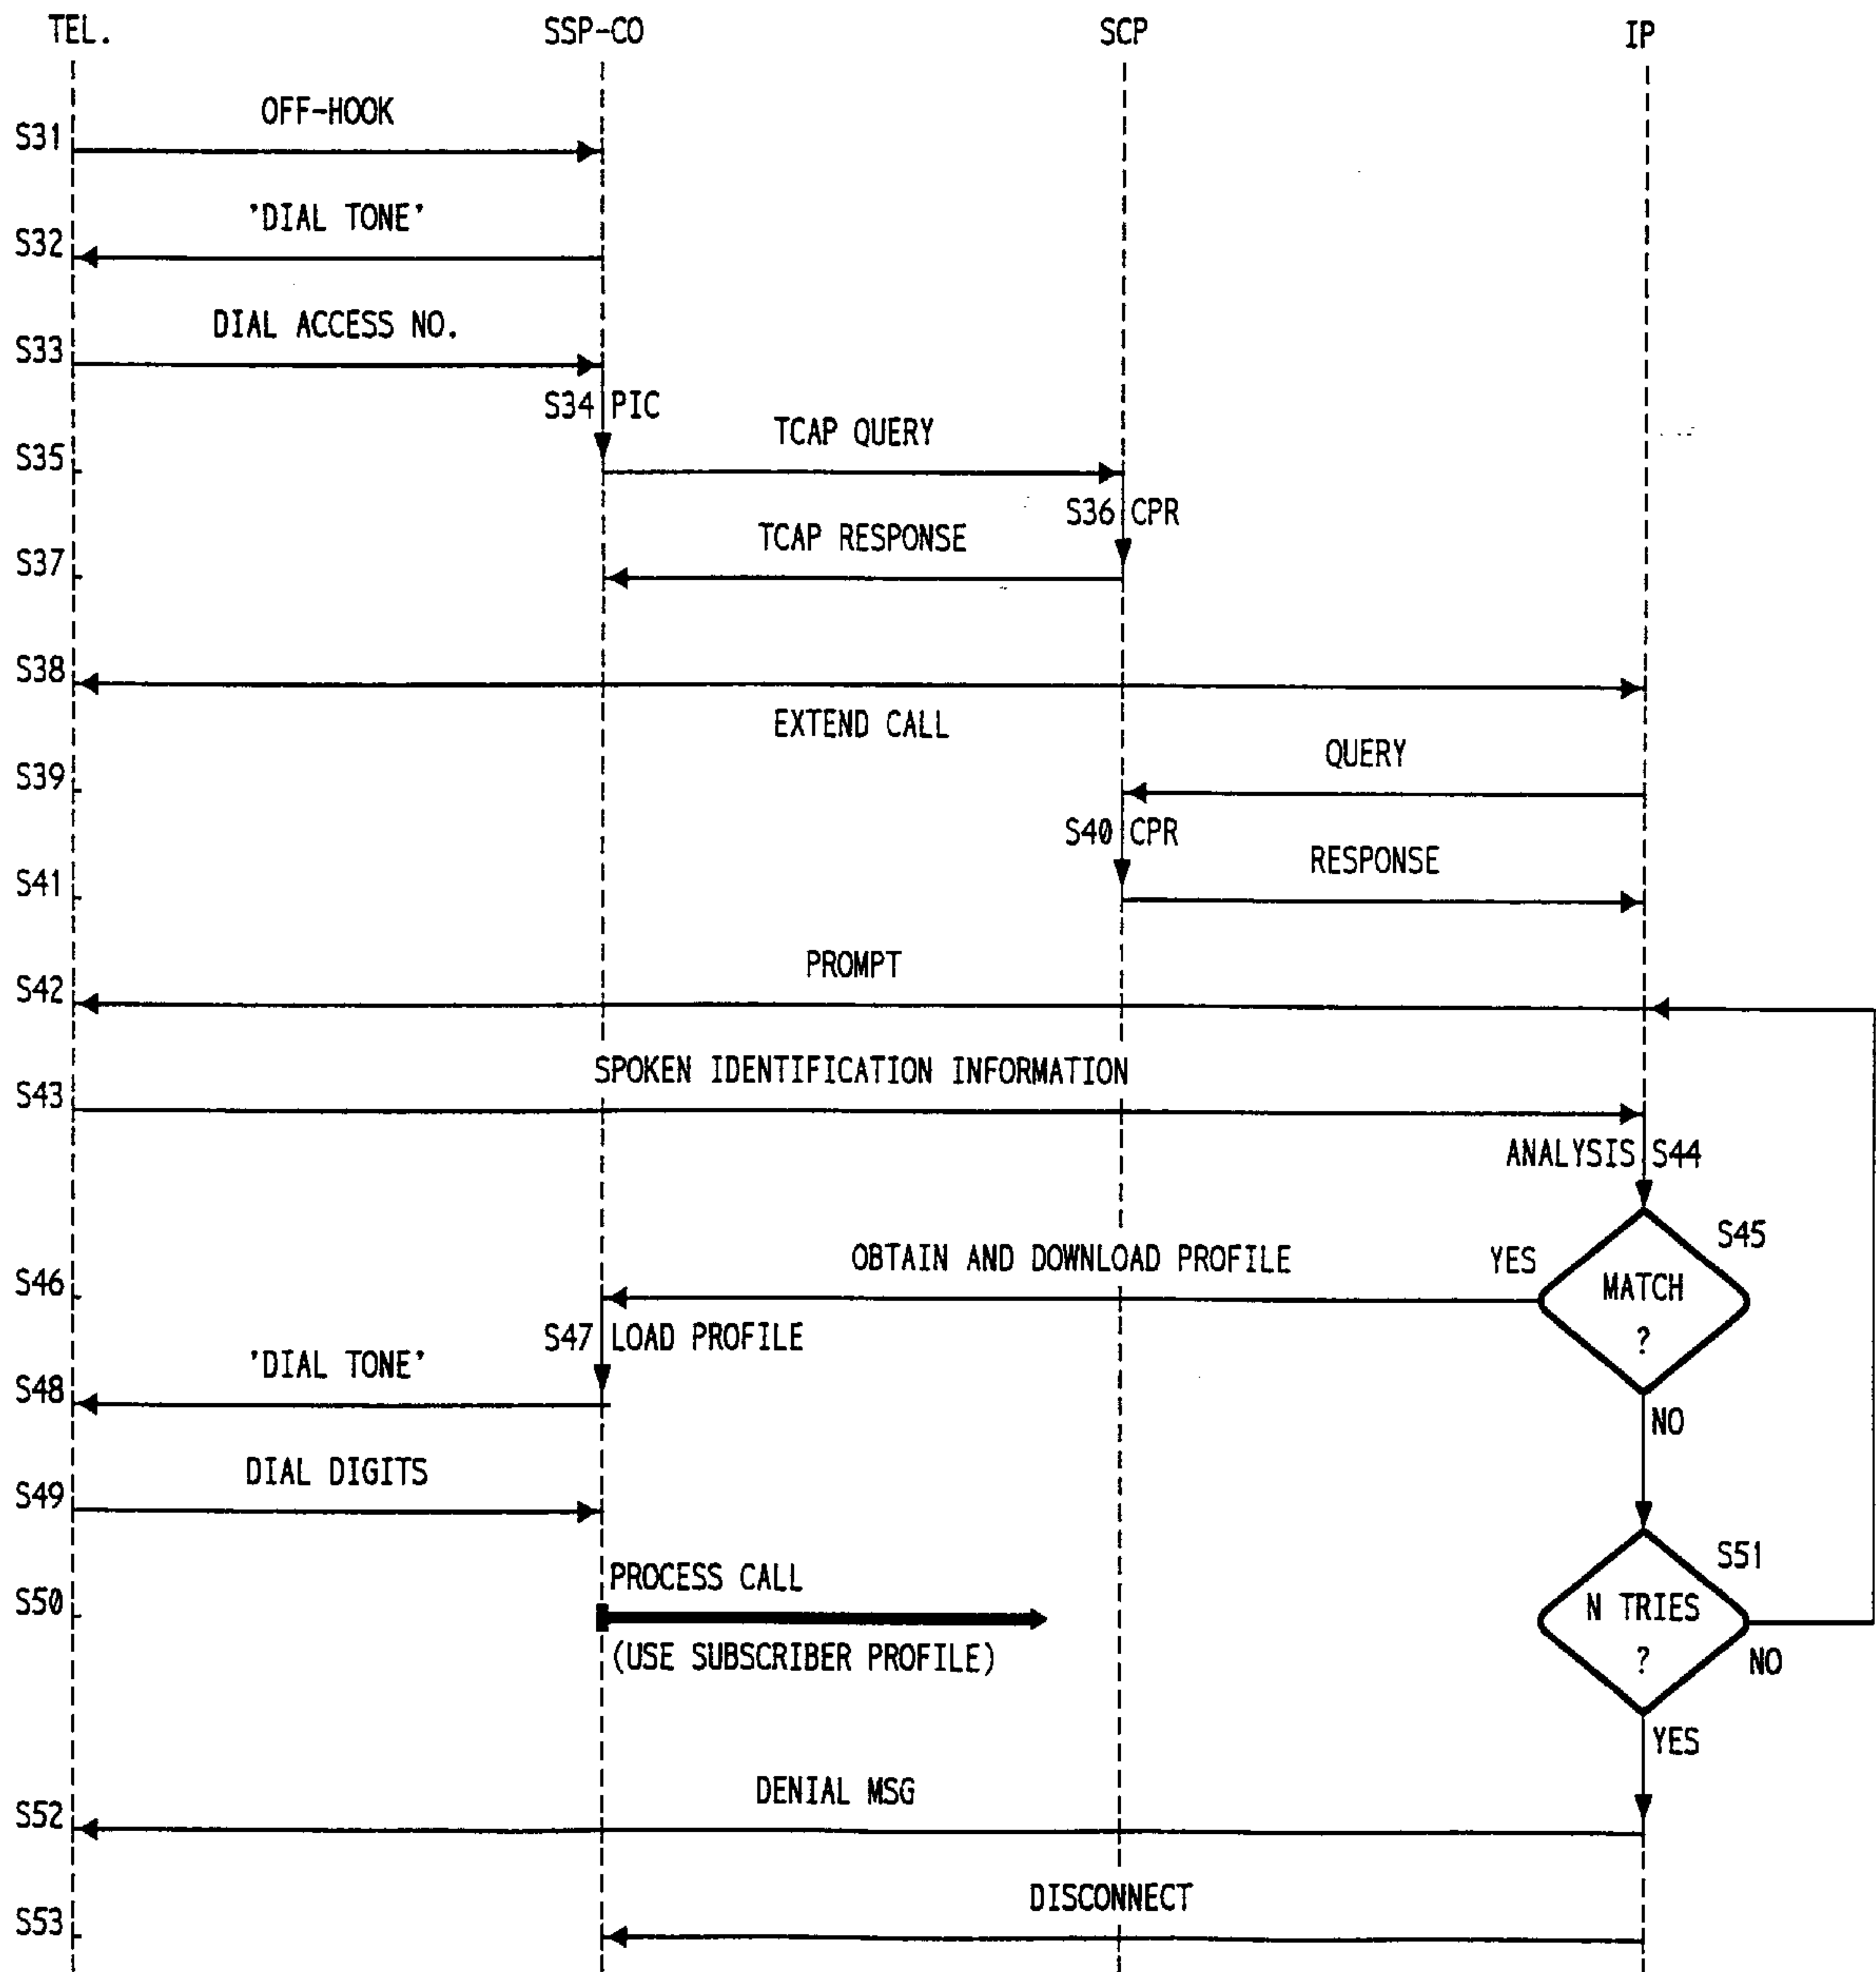 TEL. SSP-CO SCP IP
OFF-HOOK
S31
'DIAL TONE'
S32
DIAL ACCESS NO.
S33
S34 PIC
TCAP QUERY
S35
S36 CPR
TCAP RESPONSE
S37
S38
EXTEND CALL
QUERY
S39
S40 CPR
RESPONSE
S41
PROMPT
S42
SPOKEN IDENTIFICATION INFORMATION
S43
ANALYSIS S44
S45
OBTAIN AND DOWNLOAD PROFILE YES
S46
MATCH
?
S47 LOAD PROFILE
'DIAL TONE'
S48
NO
DIAL DIGITS
S49
S51
PROCESS CALL
S50
N TRIES
?
(USE SUBSCRIBER PROFILE)
NO
YES
DENIAL MSG
S52
DISCONNECT
S53